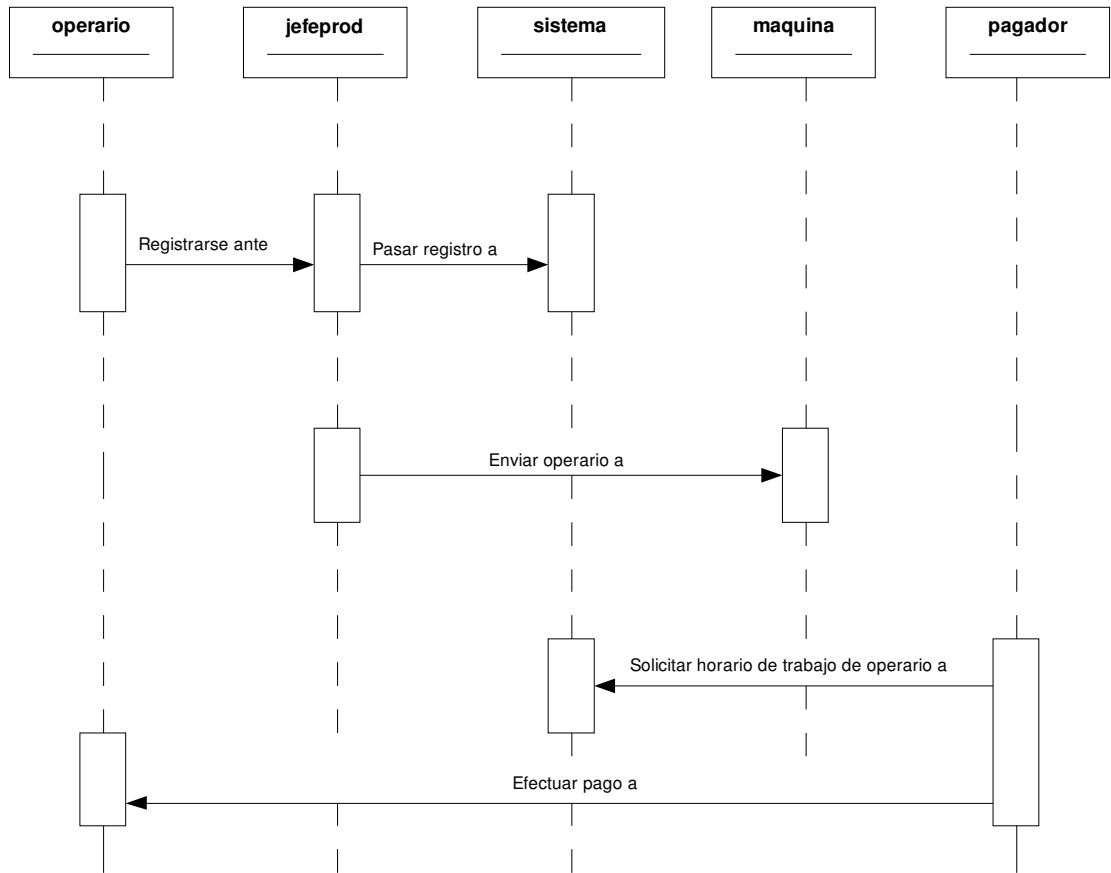 operario
jefeprod
sistema
maquina
pagador
Registrarse ante
Pasar registro a
Enviar operario a
Solicitar horario de trabajo de operario a
Efectuar pago a